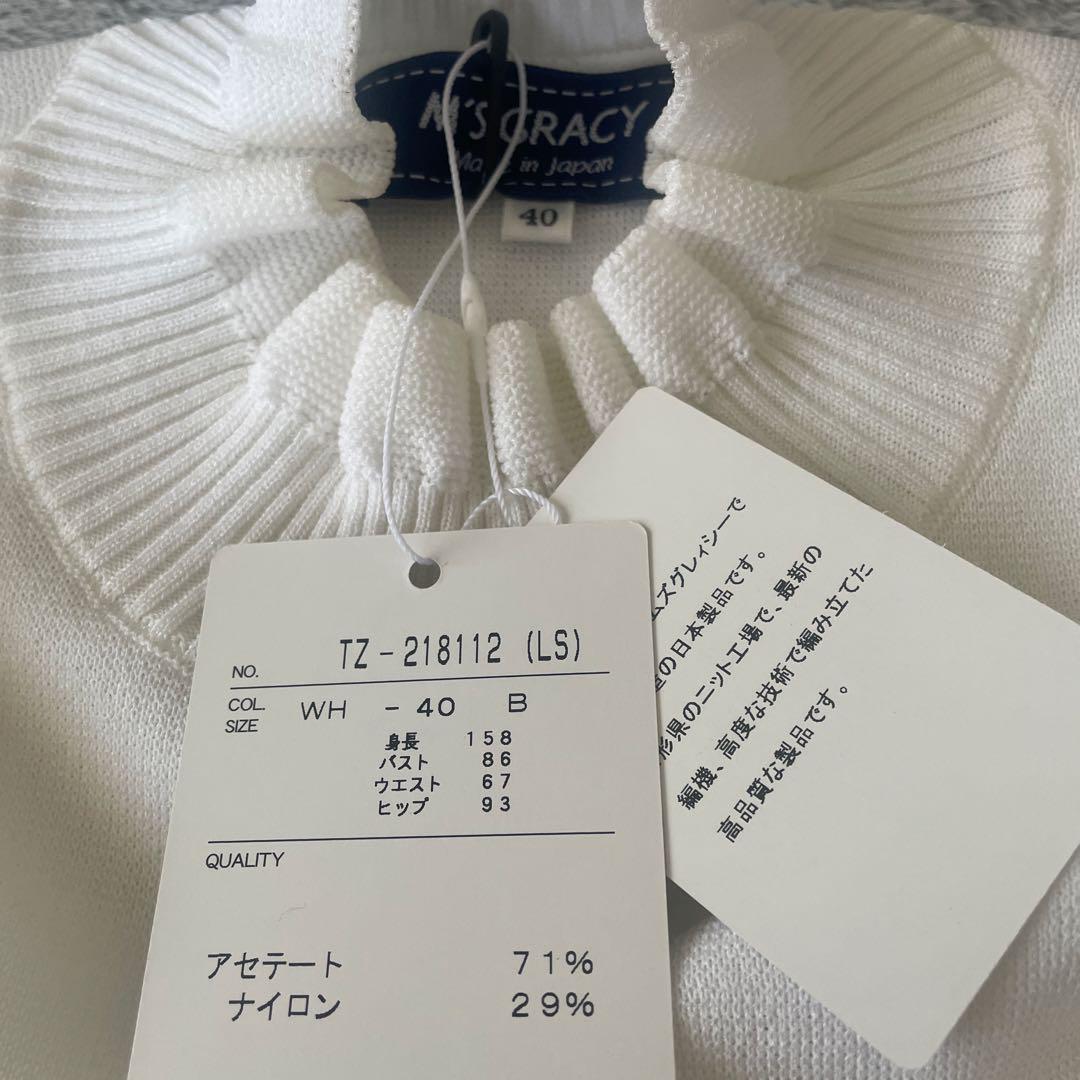 M'S GRACY
Made in Japan
40
NO. TZ-218112 (LS)
COL. SIZE WH - 40 B
身長 158
バスト 86
ウエスト 67
ヒップ 93
QUALITY
アセテート 71%
ナイロン 29%
ムズグレィシーで
の日本製品です。
形県のニット工場で、最新の
編機、高度な技術で編み立てた
高品質な製品です。